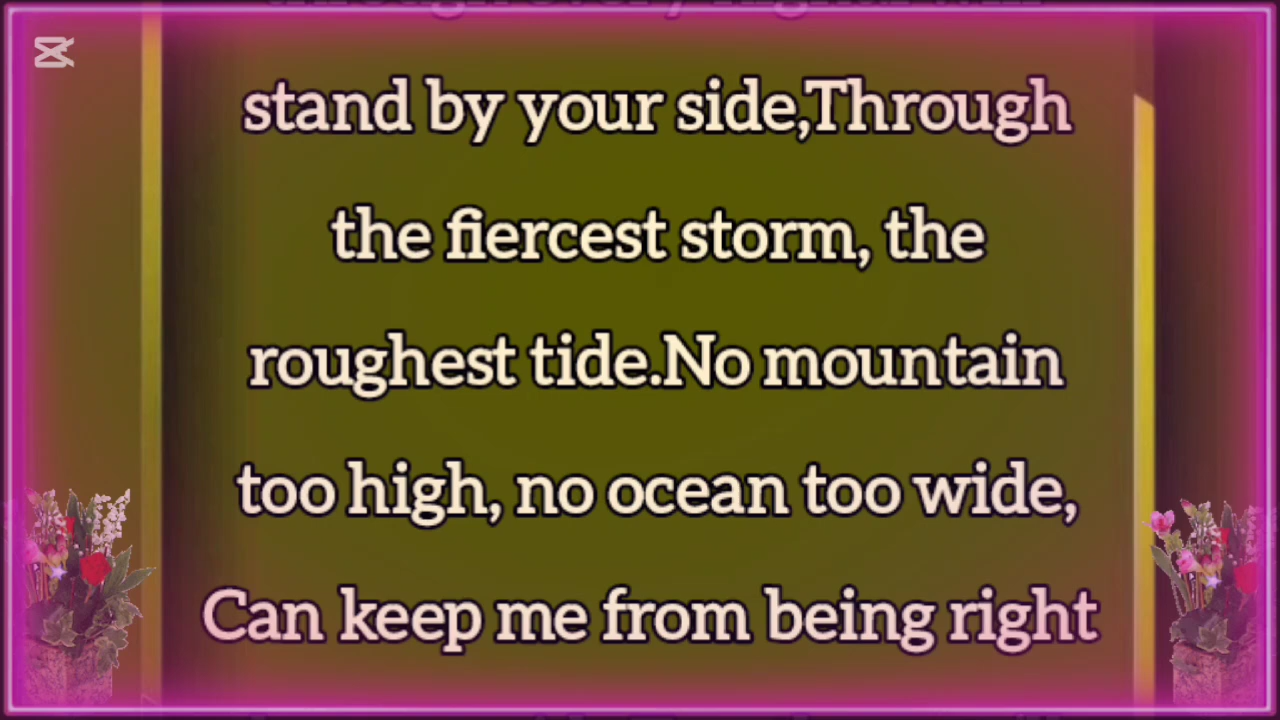 stand by your side,Through
the fiercest storm, the
roughest tide.No mountain
too high, no ocean too wide,
Can keep me from being right